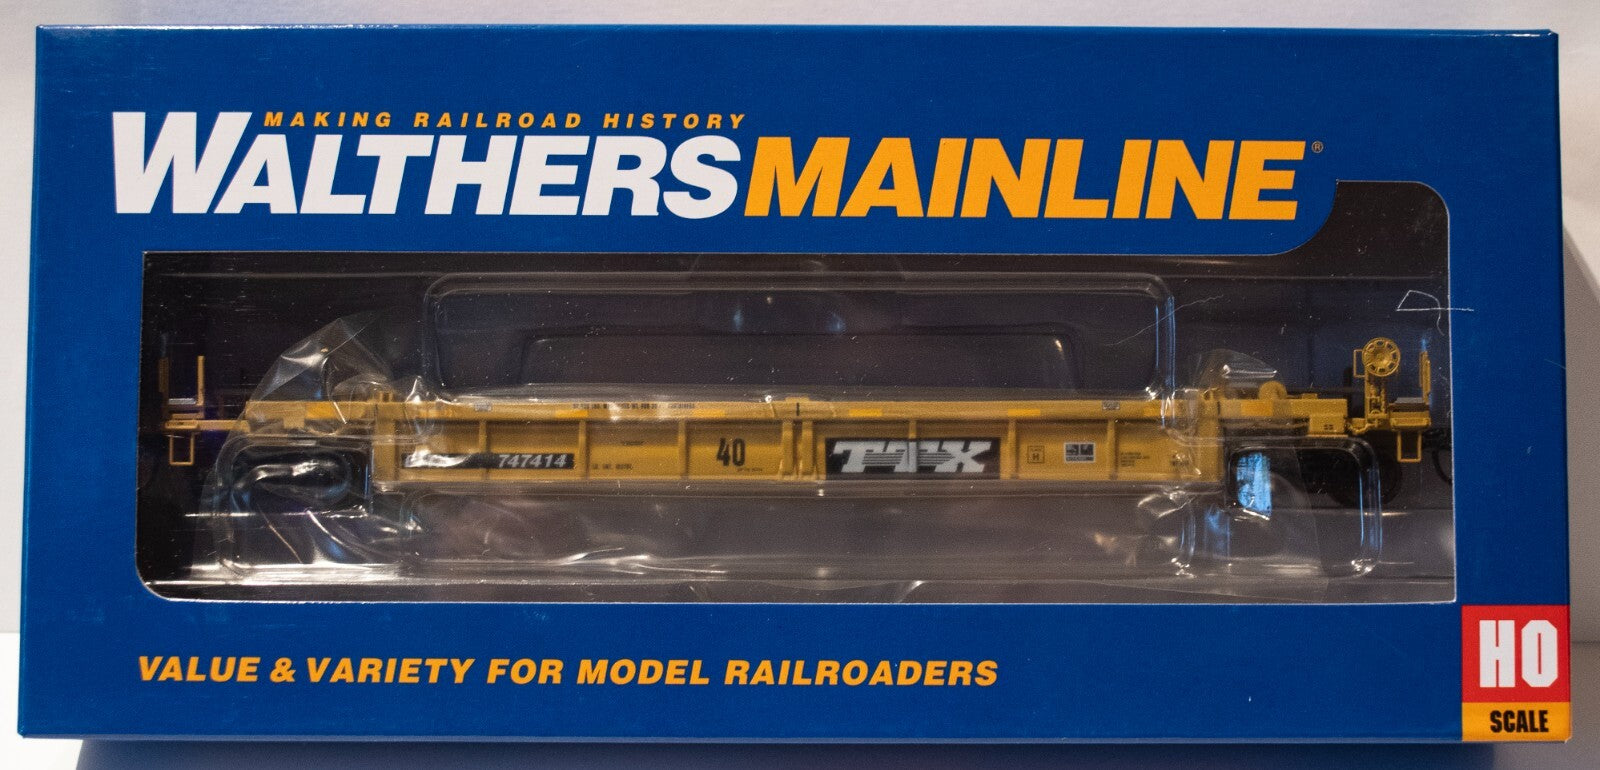 MAKING RAILROAD HISTORY
WALTHERSMAINLINE®
747414
40
TTX
H
VALUE & VARIETY FOR MODEL RAILROADERS
HO
SCALE